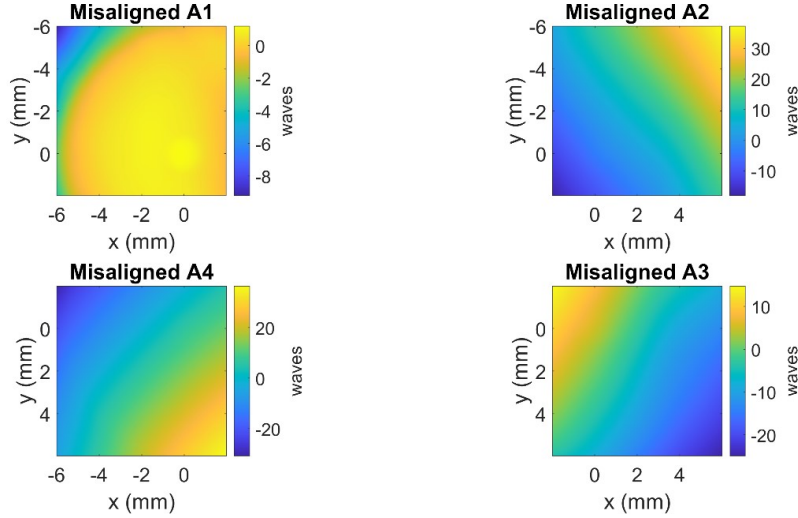 Misaligned A1
-6
-4
-2
0
y (mm)
-6 -4 -2 0
x (mm)
0
-2
-4
-6
-8
waves
Misaligned A2
-6
-4
-2
0
y (mm)
0 2 4
x (mm)
30
20
10
0
-10
waves
Misaligned A4
0
2
4
y (mm)
-6 -4 -2 0
x (mm)
20
0
-20
waves
Misaligned A3
0
2
4
y (mm)
0 2 4
x (mm)
10
0
-10
-20
waves